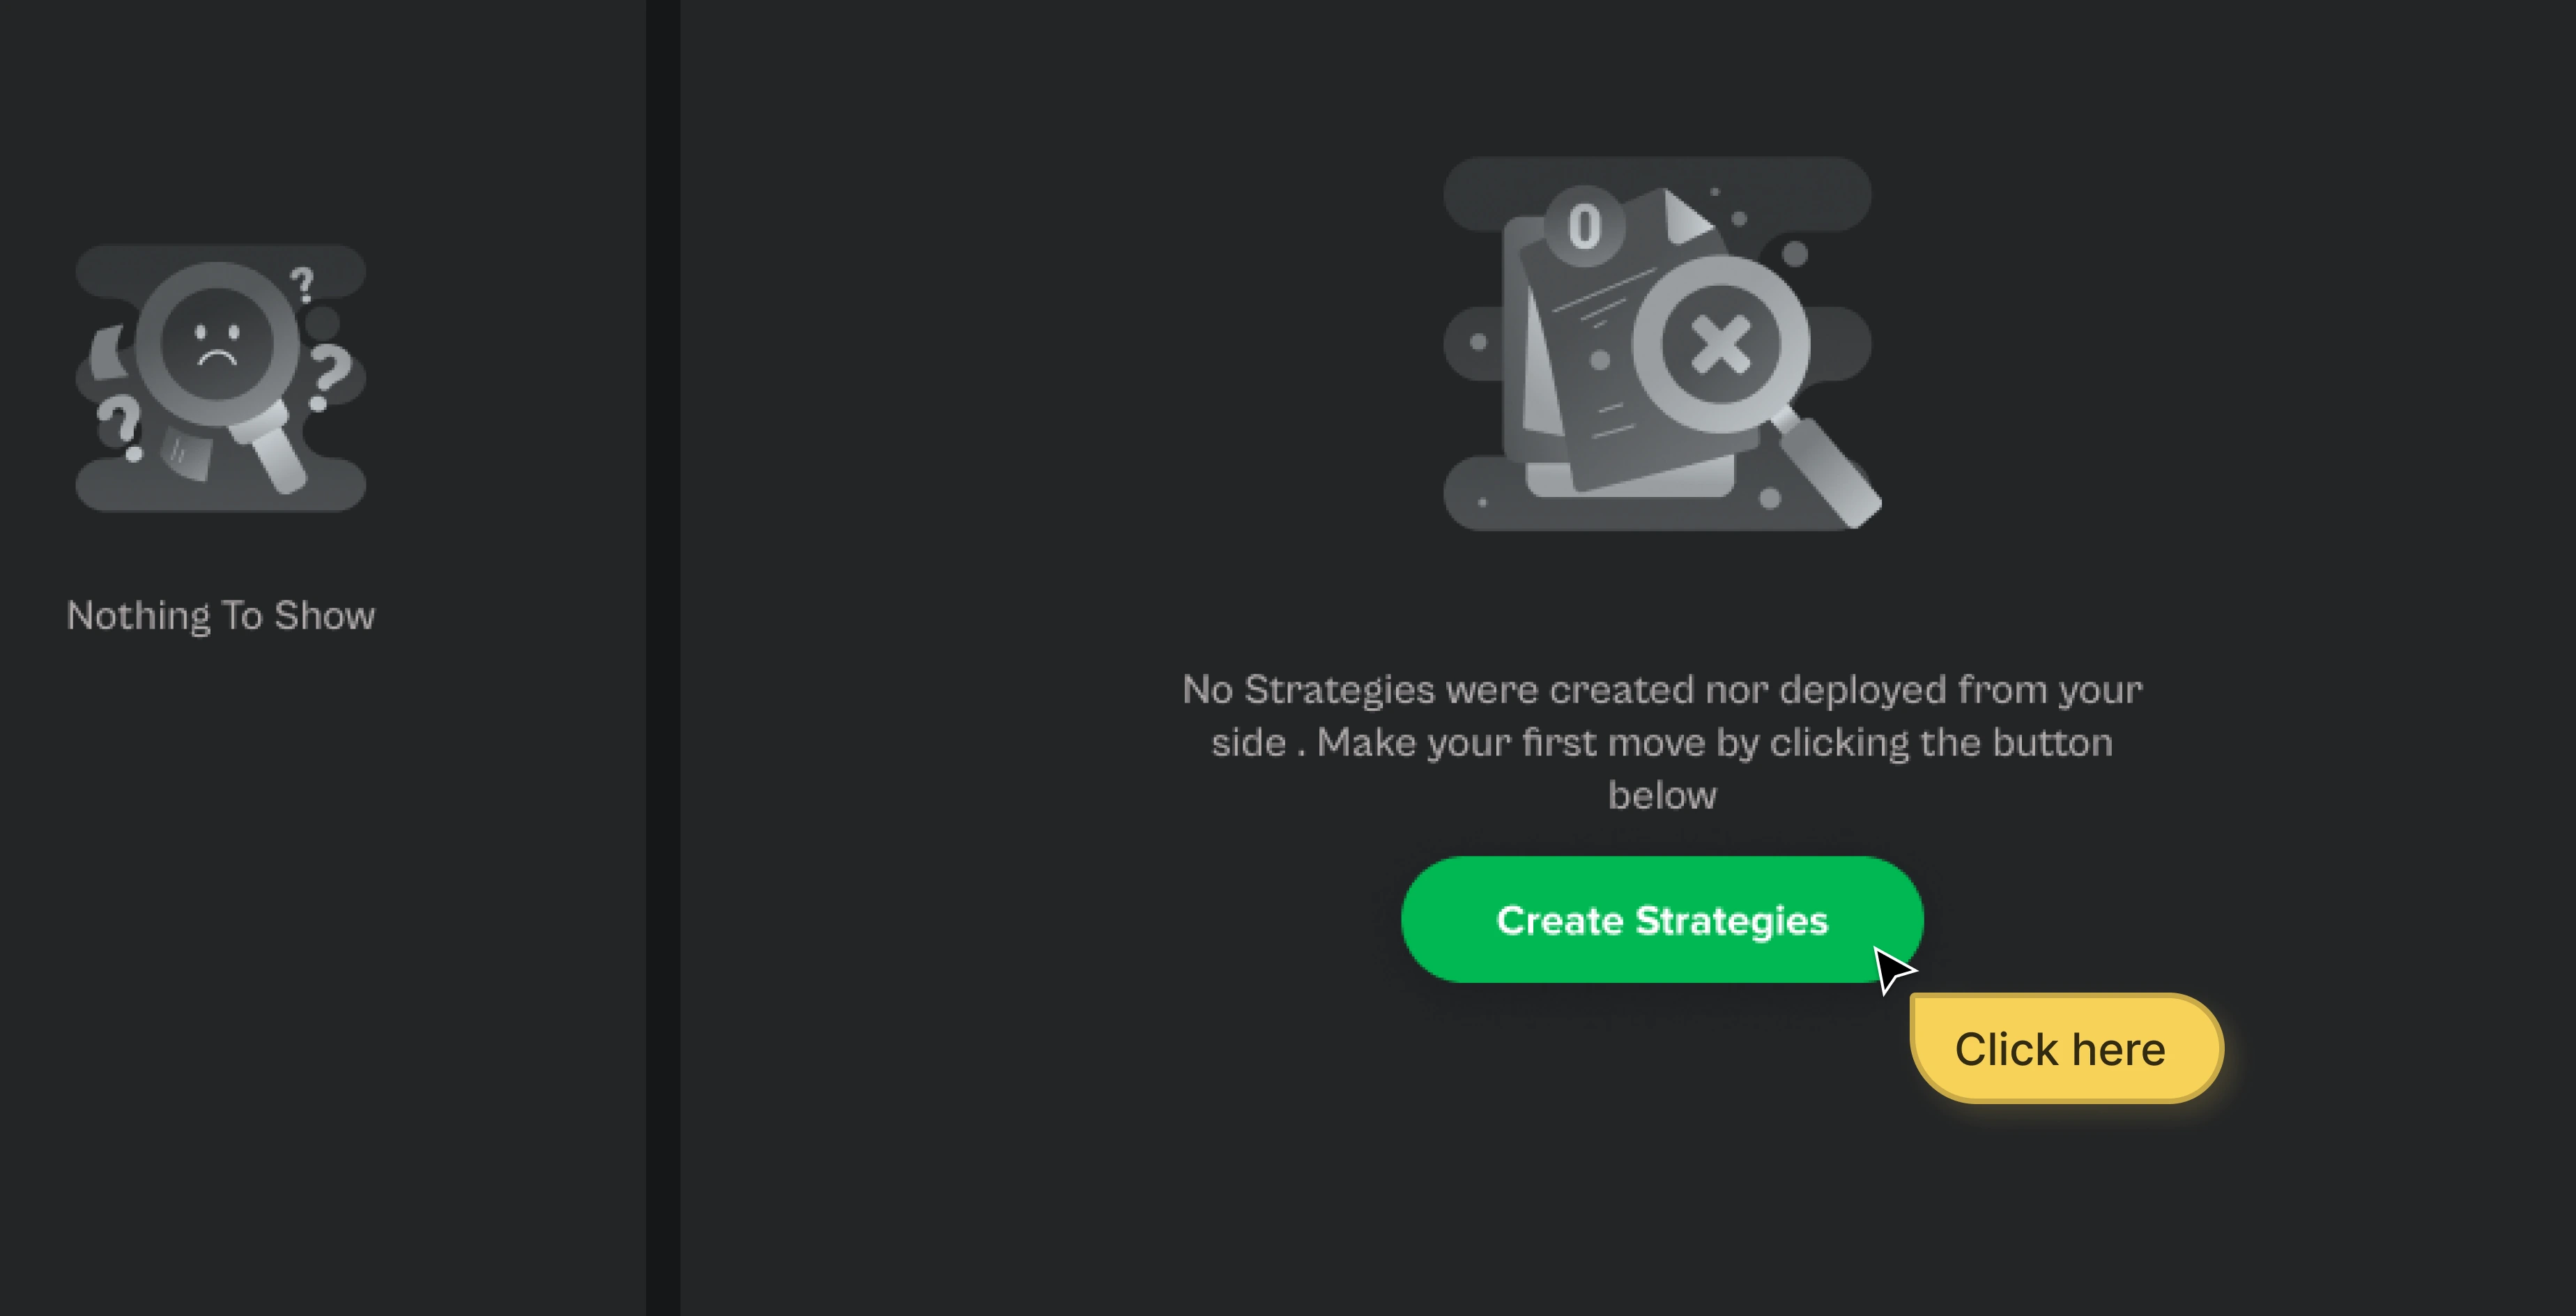 ?
?
?
Nothing To Show
0
No Strategies were created nor deployed from your
side . Make your first move by clicking the button
below
Create Strategies
Click here